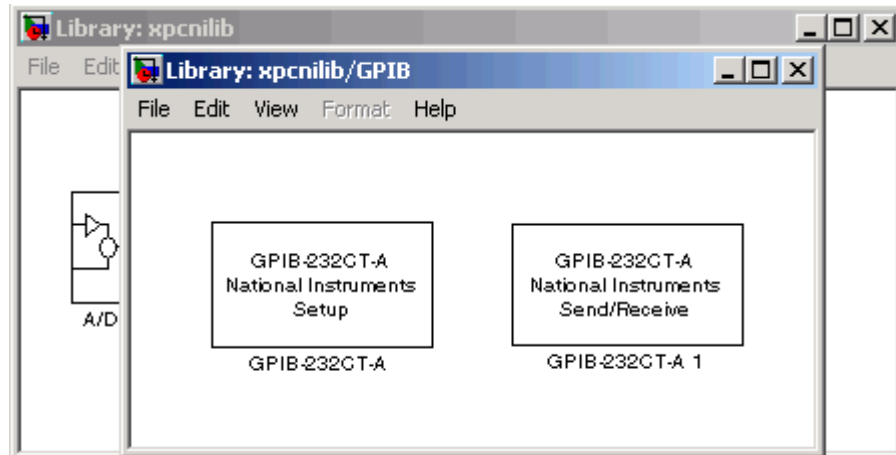 Library: xpcnilib
File Edit
Library: xpcnilib/GPIB
File Edit View Format Help
A/D
GPIB-232CT-A
National Instruments
Setup
GPIB-232CT-A
GPIB-232CT-A
National Instruments
Send/Receive
GPIB-232CT-A 1